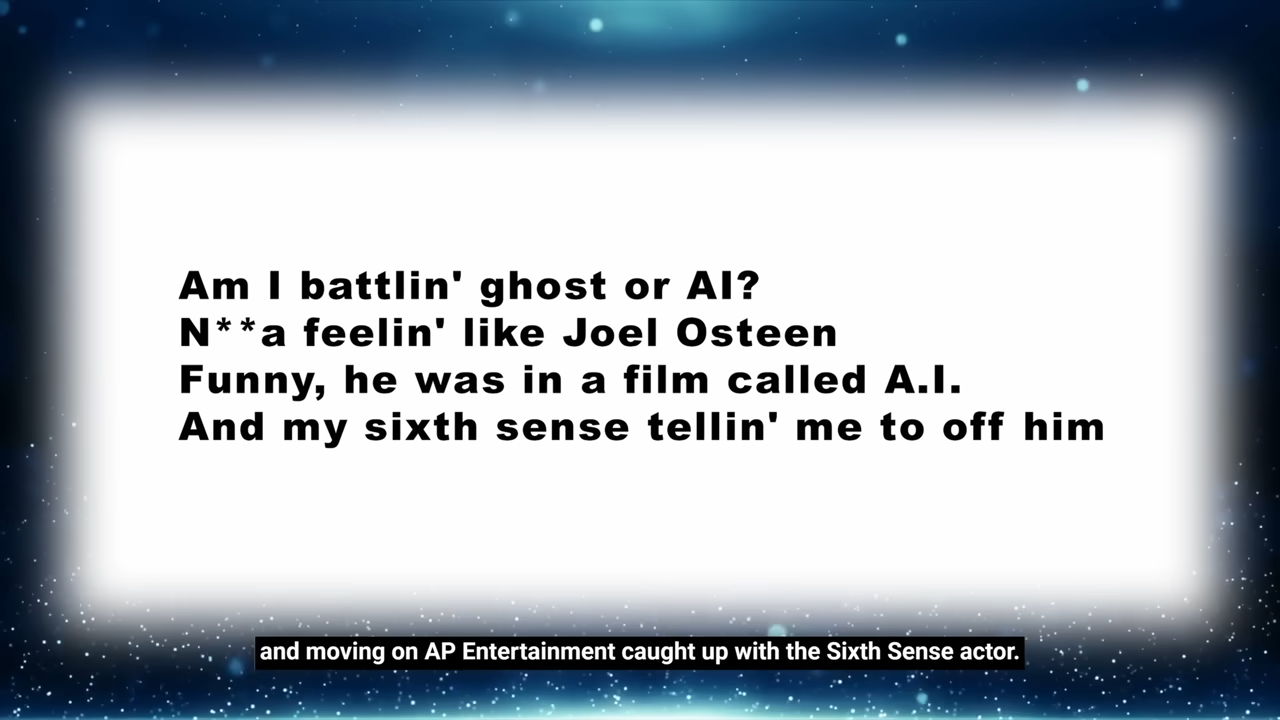 Am I battlin' ghost or AI?
N**a feelin' like Joel Osteen
Funny, he was in a film called A.I.
And my sixth sense tellin' me to off him
and moving on AP Entertainment caught up with the Sixth Sense actor.